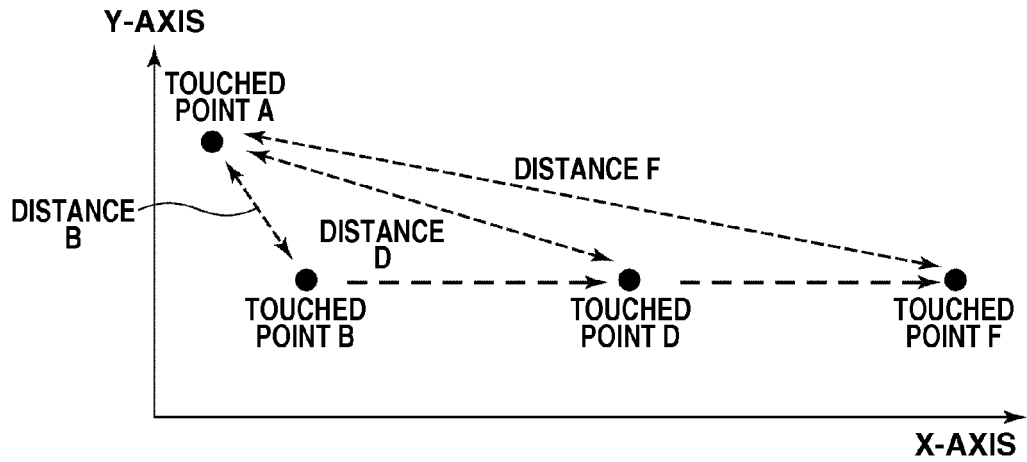 Y-AXIS
TOUCHED
POINT A
DISTANCE F
DISTANCE
B
DISTANCE
D
TOUCHED
POINT B
TOUCHED
POINT D
TOUCHED
POINT F
X-AXIS